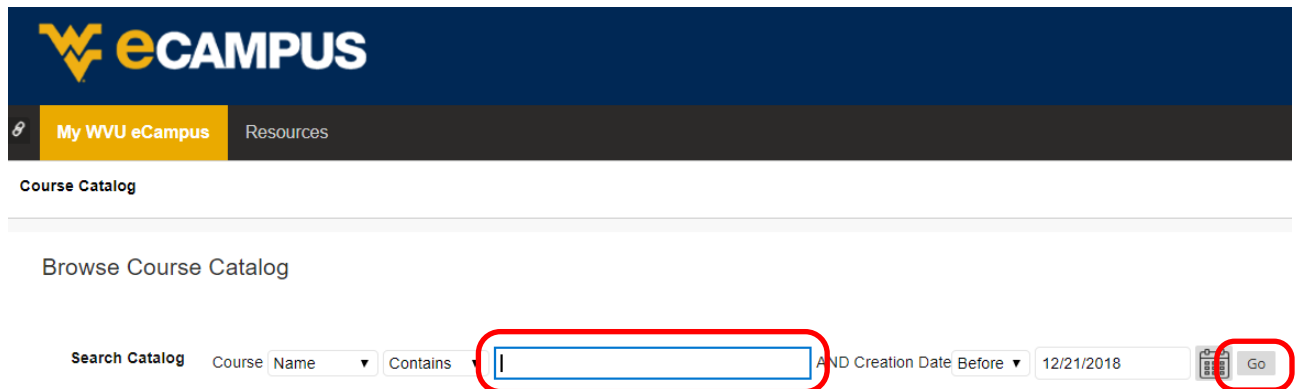 eCAMPUS
My WVU eCampus Resources
Course Catalog
Browse Course Catalog
Search Catalog Course Name Contains AND Creation Date Before 12/21/2018 Go